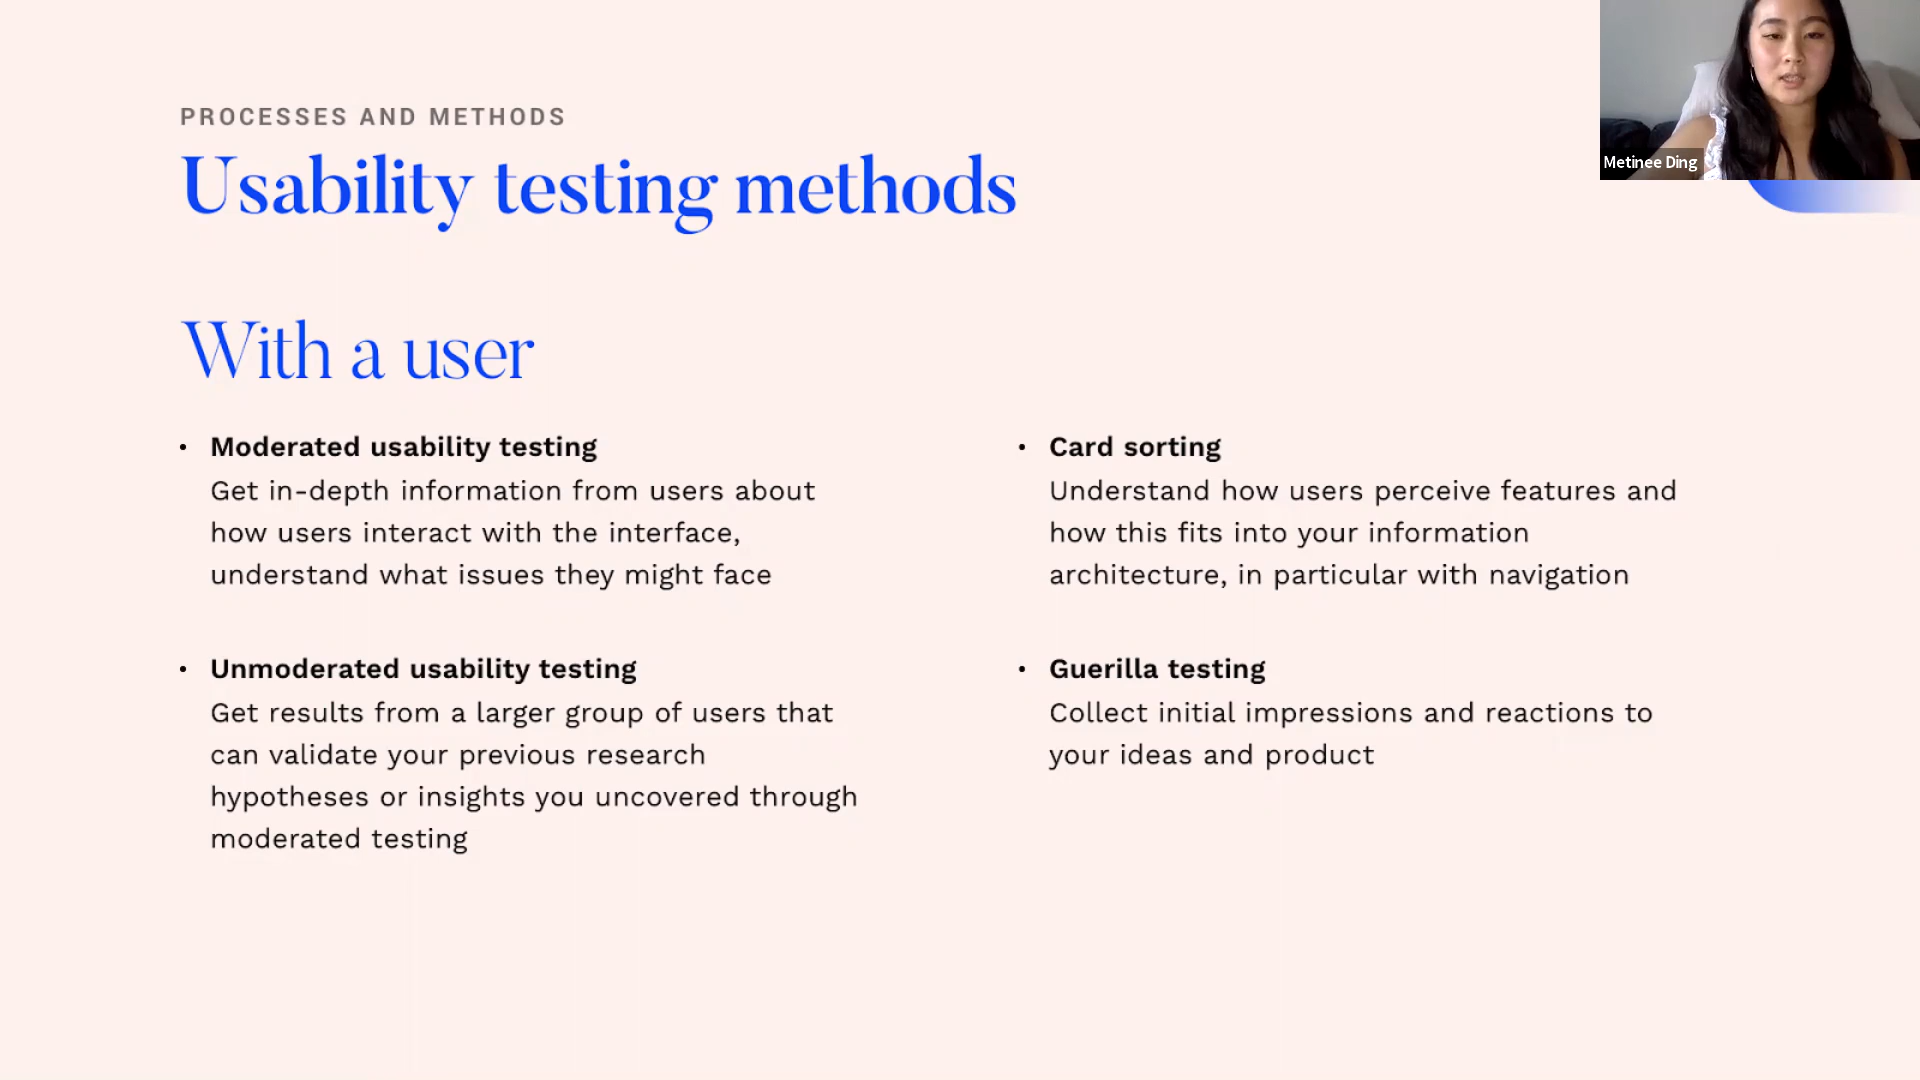 PROCESSES AND METHODS
Usability testing methods
Metinee Ding
With a user
• Moderated usability testing
Get in-depth information from users about
how users interact with the interface,
understand what issues they might face
• Unmoderated usability testing
Get results from a larger group of users that
can validate your previous research
hypotheses or insights you uncovered through
moderated testing
• Card sorting
Understand how users perceive features and
how this fits into your information
architecture, in particular with navigation
• Guerilla testing
Collect initial impressions and reactions to
your ideas and product